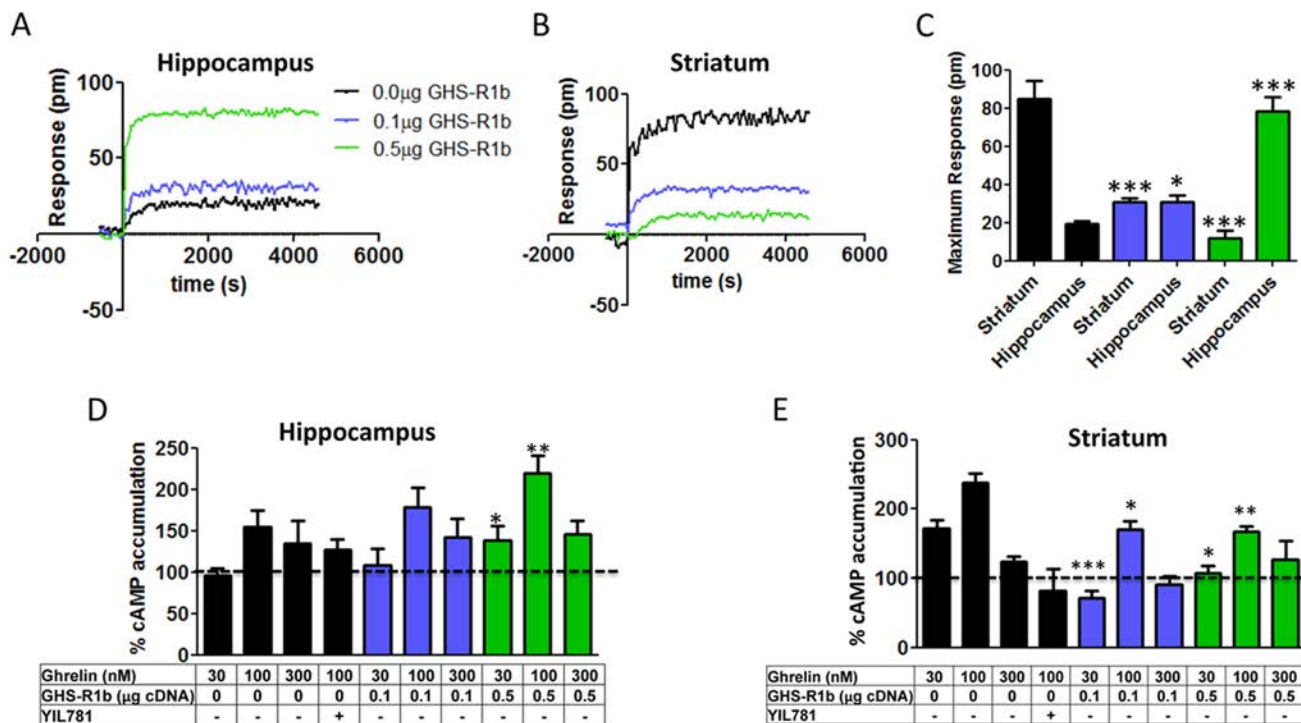 A
Hippocampus
Response (pm)
100
50
-2000
2000
4000
6000
-50
time (s)
0.0µg GHS-R1b
0.1µg GHS-R1b
0.5µg GHS-R1b
B
Striatum
Response (pm)
100
50
-2000
2000
4000
6000
-50
time (s)
C
Maximum Response (pm)
100
80
60
40
20
0
***
*
***
***
Striatum
Hippocampus
Striatum
Hippocampus
Striatum
Hippocampus
D
Hippocampus
% cAMP accumulation
250
200
150
100
50
0
*
**
Ghrelin (nM) 30 100 300 100 30 100 300 30 100 300
GHS-R1b (µg cDNA) 0 0 0 0 0.1 0.1 0.1 0.5 0.5 0.5
YIL781 - - - + - - - - - -
E
Striatum
% cAMP accumulation
300
200
100
0
***
*
*
**
Ghrelin (nM) 30 100 300 100 30 100 300 30 100 300
GHS-R1b (µg cDNA) 0 0 0 0 0.1 0.1 0.1 0.5 0.5 0.5
YIL781 - - - + - - - - - -